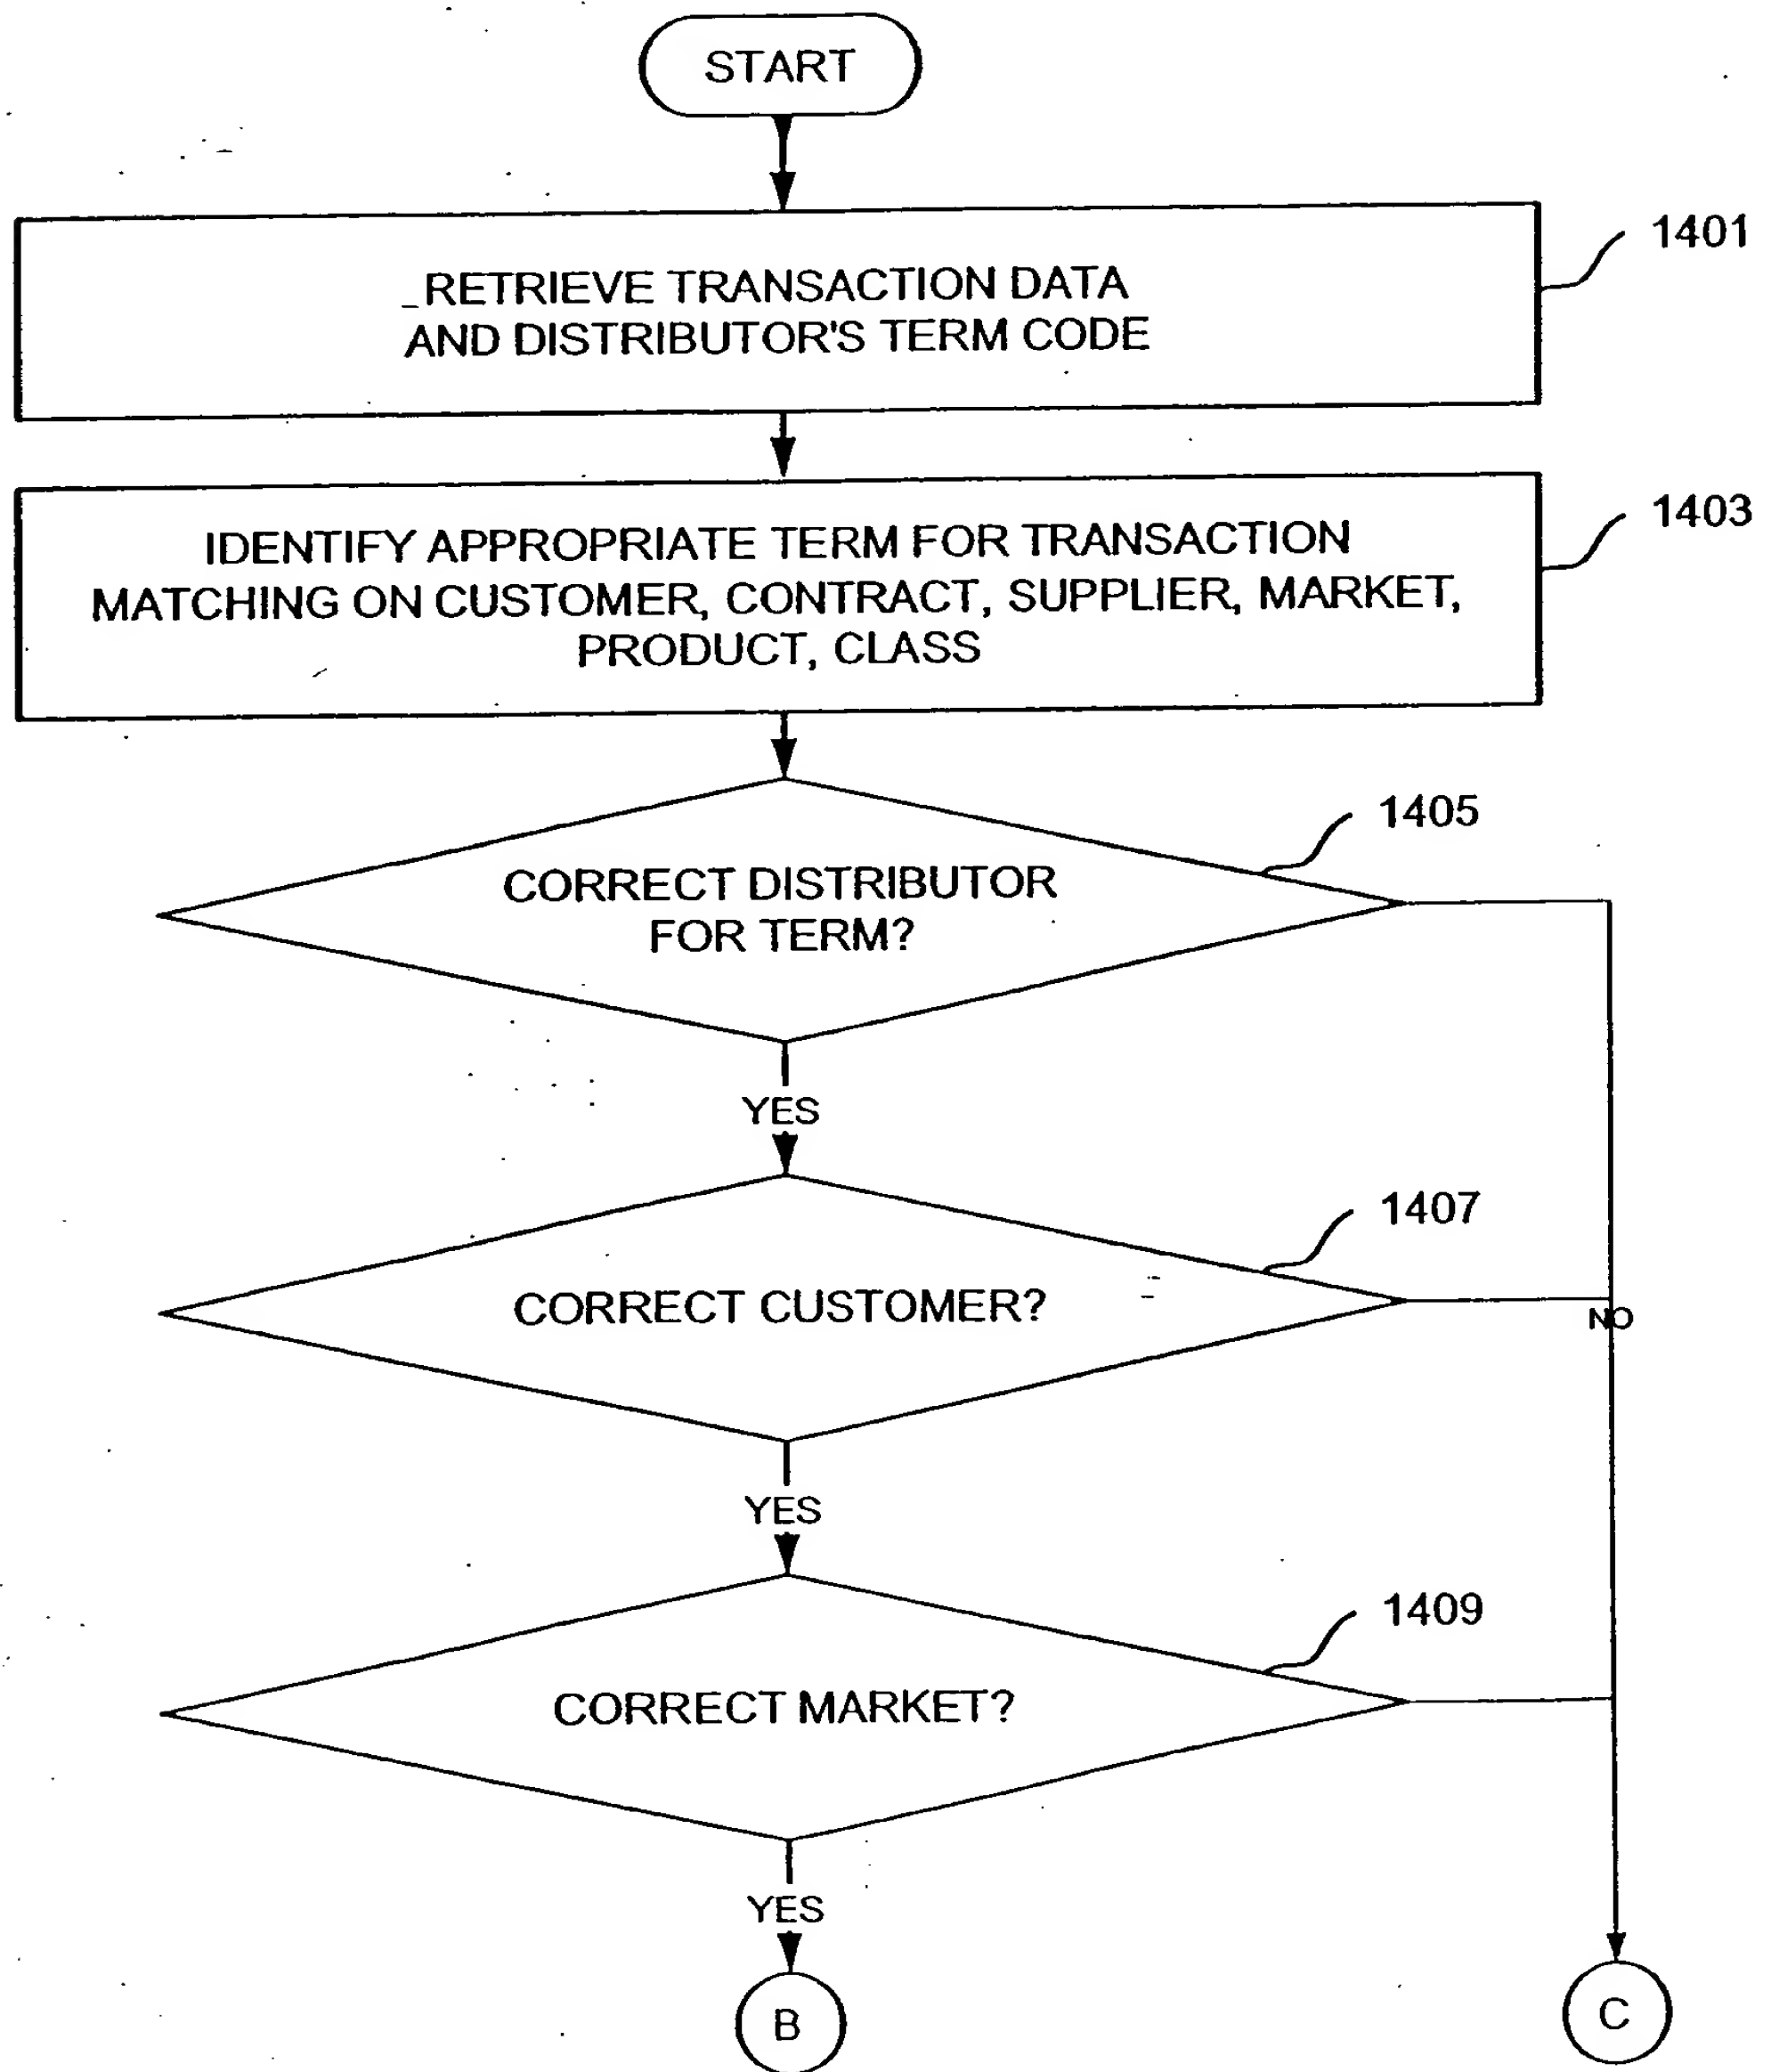 START
1401
RETRIEVE TRANSACTION DATA
AND DISTRIBUTOR'S TERM CODE
1403
IDENTIFY APPROPRIATE TERM FOR TRANSACTION
MATCHING ON CUSTOMER, CONTRACT, SUPPLIER, MARKET,
PRODUCT, CLASS
1405
CORRECT DISTRIBUTOR
FOR TERM?
YES
1407
CORRECT CUSTOMER?
NO
YES
1409
CORRECT MARKET?
YES
B
C